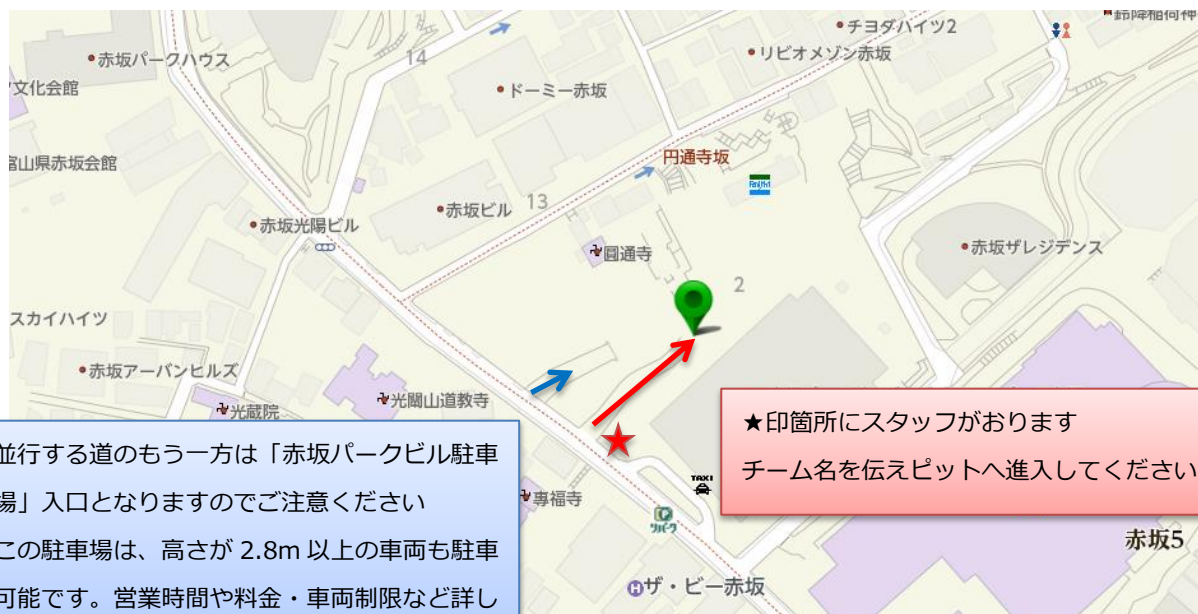 鈴降稲荷神
チヨダハイツ2
リビオメゾン赤坂
赤坂パークハウス
14
文化会館
ドーミー赤坂
富山県赤坂会館
円通寺坂
赤坂ビル
13
赤坂光陽ビル
圓通寺
赤坂ザレジデンス
2
スカイハイツ
赤坂アーバンヒルズ
光闡山道教寺
光蔵院
★印箇所にスタッフがおります
チーム名を伝えピットへ進入してください
並行する道のもう一方は「赤坂パークビル駐車
場」入口となりますのでご注意ください
この駐車場は、高さが 2.8m 以上の車両も駐車
可能です。営業時間や料金・車両制限など詳し
TAXI
専福寺
リパーク
赤坂5
ザ・ビー赤坂